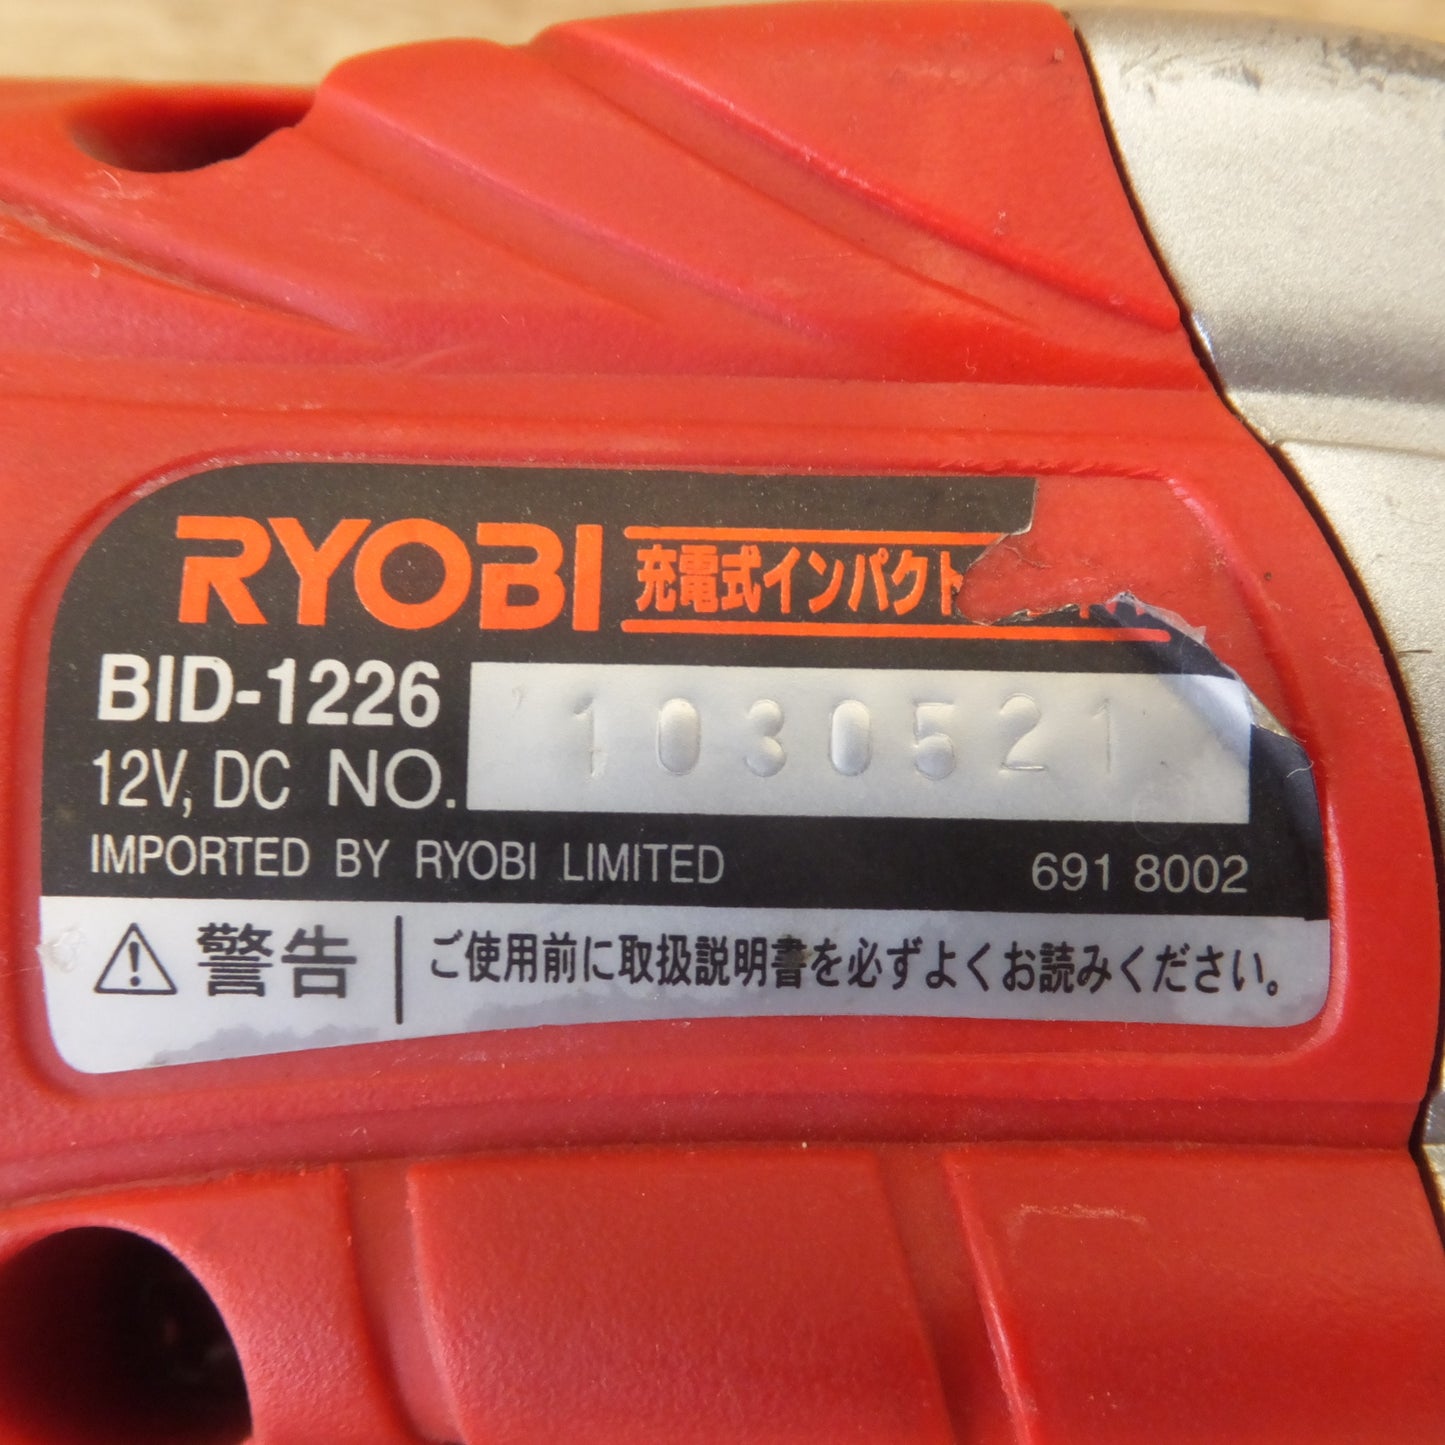 RYOBI 充電式インパクト
BID-1226
12V, DC NO. 1030521
IMPORTED BY RYOBI LIMITED 691 8002
警告 ご使用前に取扱説明書を必ずよくお読みください。